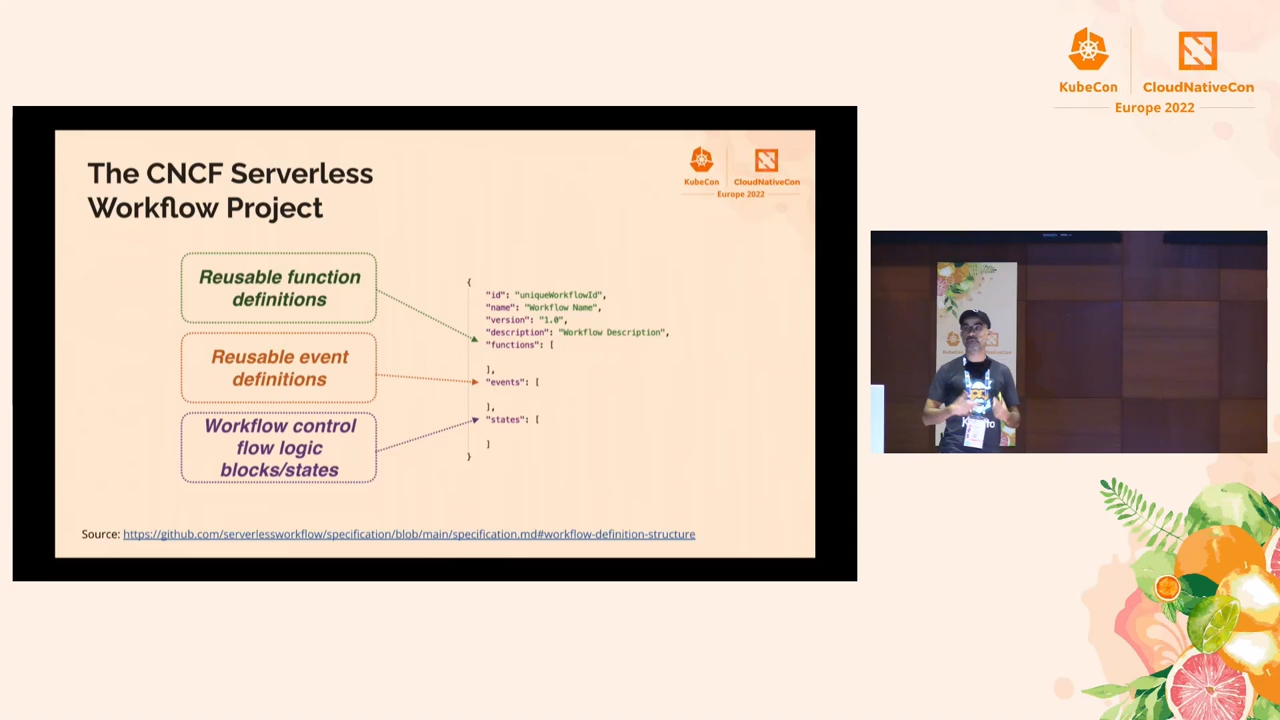 KubeCon
CloudNativeCon
Europe 2022
The CNCF Serverless
Workflow Project
KubeCon
CloudNativeCon
Europe 2022
Reusable function
definitions
Reusable event
definitions
Workflow control
flow logic
blocks/states
{
"id": "uniqueWorkflowId",
"name": "Workflow Name",
"version": "1.0",
"description": "Workflow Description",
"functions": [
],
"events": [
],
"states": [
]
}
Source: https://github.com/serverlessworkflow/specification/blob/main/specification.md#workflow-definition-structure